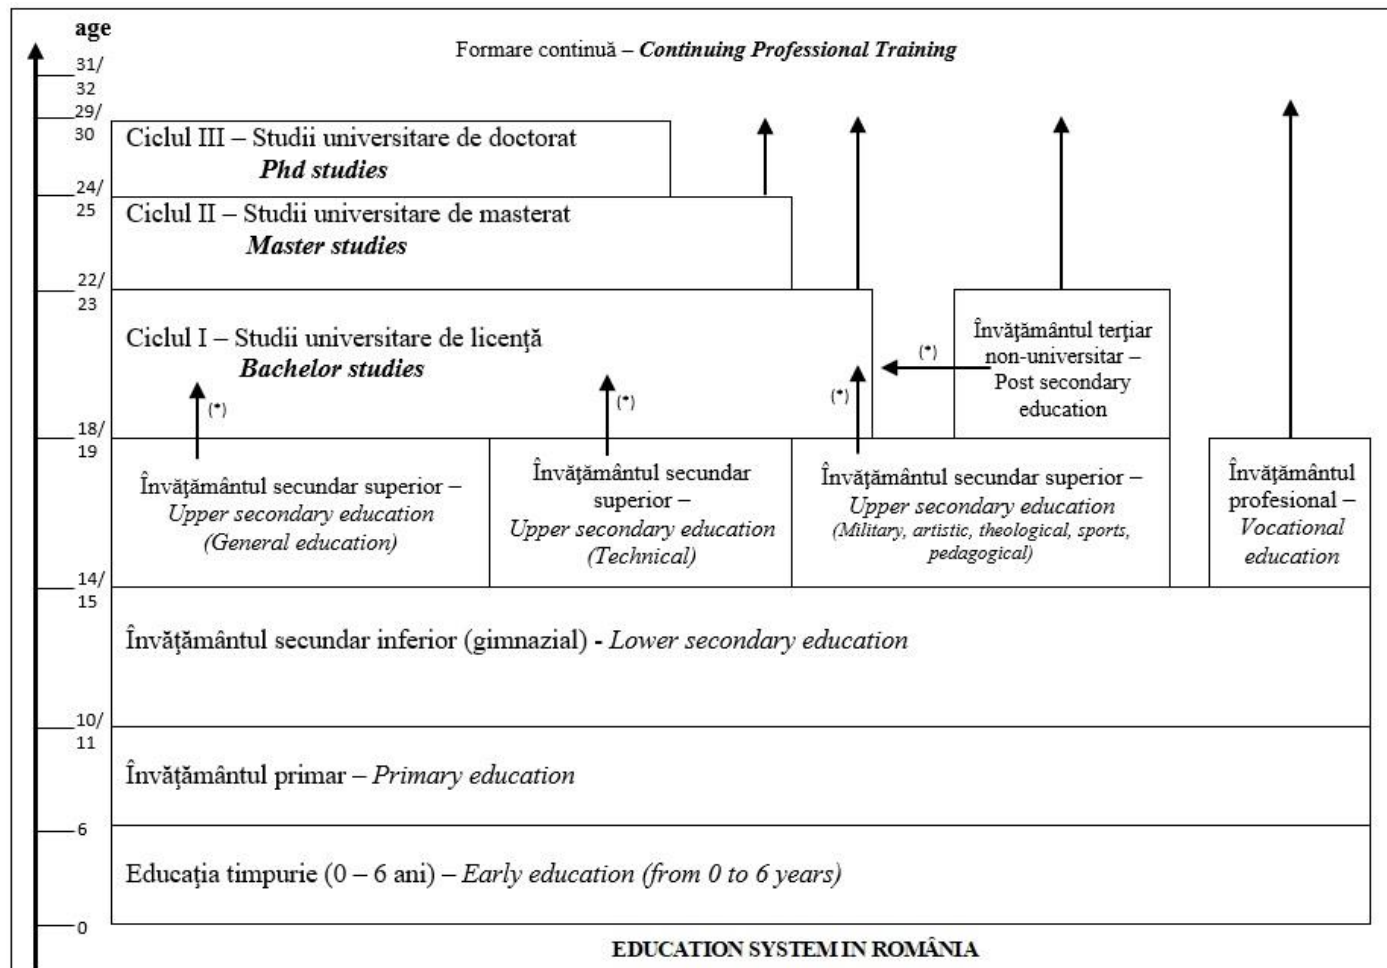 age
Formare continuă – Continuing Professional Training
31/
32
29/
30
Ciclul III – Studii universitare de doctorat
Phd studies
24/
25
Ciclul II – Studii universitare de masterat
Master studies
22/
23
Ciclul I – Studii universitare de licenţă
Bachelor studies
(*)
(*)
(*)
(*)
Învăţământul terţiar
non-universitar –
Post secondary
education
18/
19
Învăţământul secundar superior –
Upper secondary education
(General education)
Învăţământul secundar
superior –
Upper secondary education
(Technical)
Învăţământul secundar superior –
Upper secondary education
(Military, artistic, theological, sports,
pedagogical)
Învăţământul
profesional –
Vocational
education
14/
15
Învăţământul secundar inferior (gimnazial) - Lower secondary education
10/
11
Învăţământul primar – Primary education
6
Educaţia timpurie (0 – 6 ani) – Early education (from 0 to 6 years)
0
EDUCATION SYSTEM IN ROMÂNIA